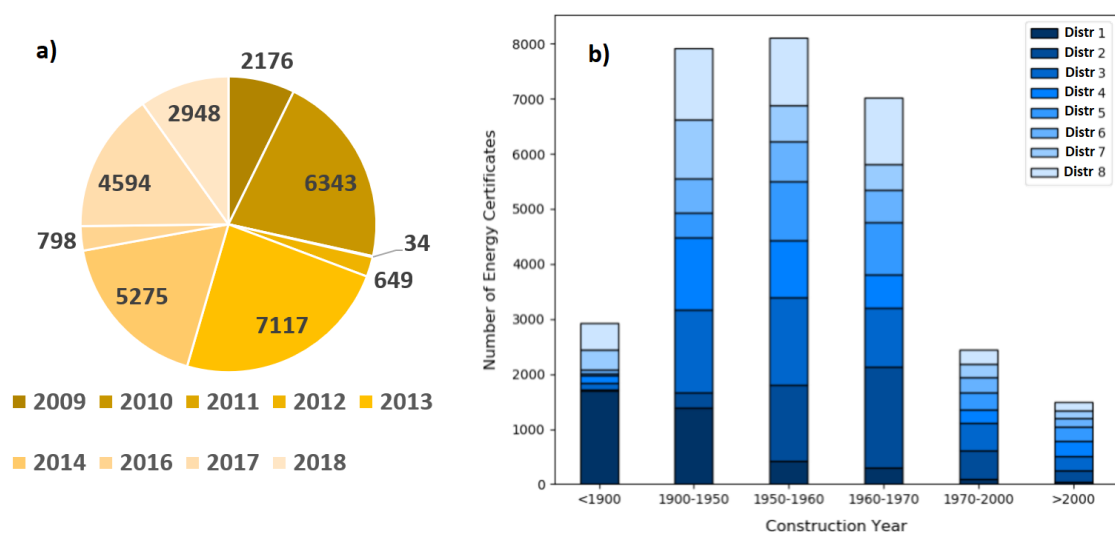 a)
2176
2948
6343
4594
34
798
649
5275
7117
2009 2010 2011 2012 2013
2014 2016 2017 2018
b)
Distr 1
Distr 2
Distr 3
Distr 4
Distr 5
Distr 6
Distr 7
Distr 8
Number of Energy Certificates
8000
7000
6000
5000
4000
3000
2000
1000
0
<1900 1900-1950 1950-1960 1960-1970 1970-2000 >2000
Construction Year